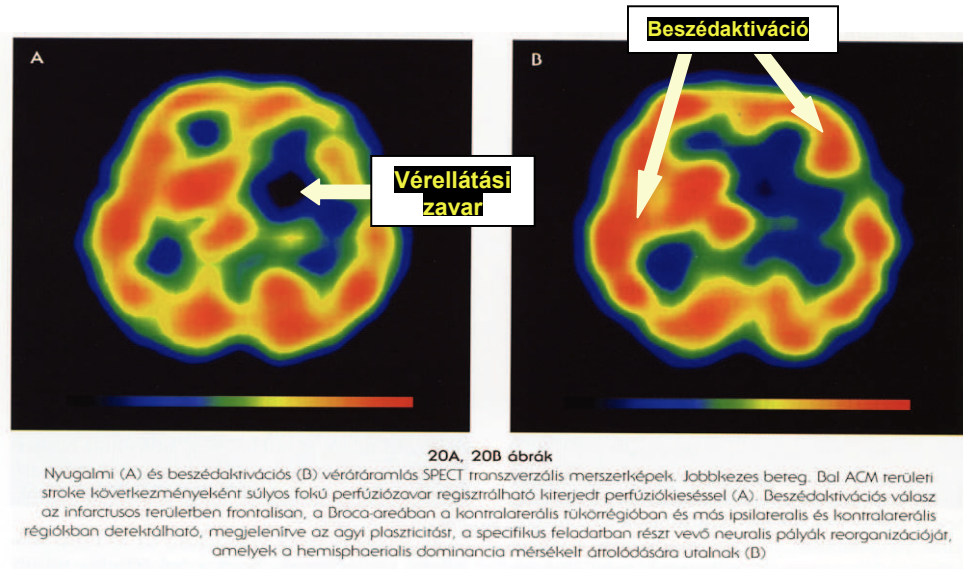 Beszédaktiváció
A
B
Vérellátási
zavar
20A, 20B ábrák
Nyugalmi (A) és beszédaktivációs (B) vérátáramlás SPECT transzverzális metszetképek. Jobbkezes beteg. Bal ACM területi
stroke következményeként súlyos fokú perfúziózavar regisztrálható kiterjedt perfúziókieséssel (A). Beszédaktivációs válasz
az infarctusos területben frontalisan, a Broca-areában a kontralaterális tükörrégióban és más ipsilateralis és kontralaterális
régiókban detektálható, megjelenítve az agyi plaszticitást, a specifikus feladatban részt vevő neuralis pályák reorganizációját,
amelyek a hemisphaerialis dominancia mérsékelt áttolódására utalnak (B)